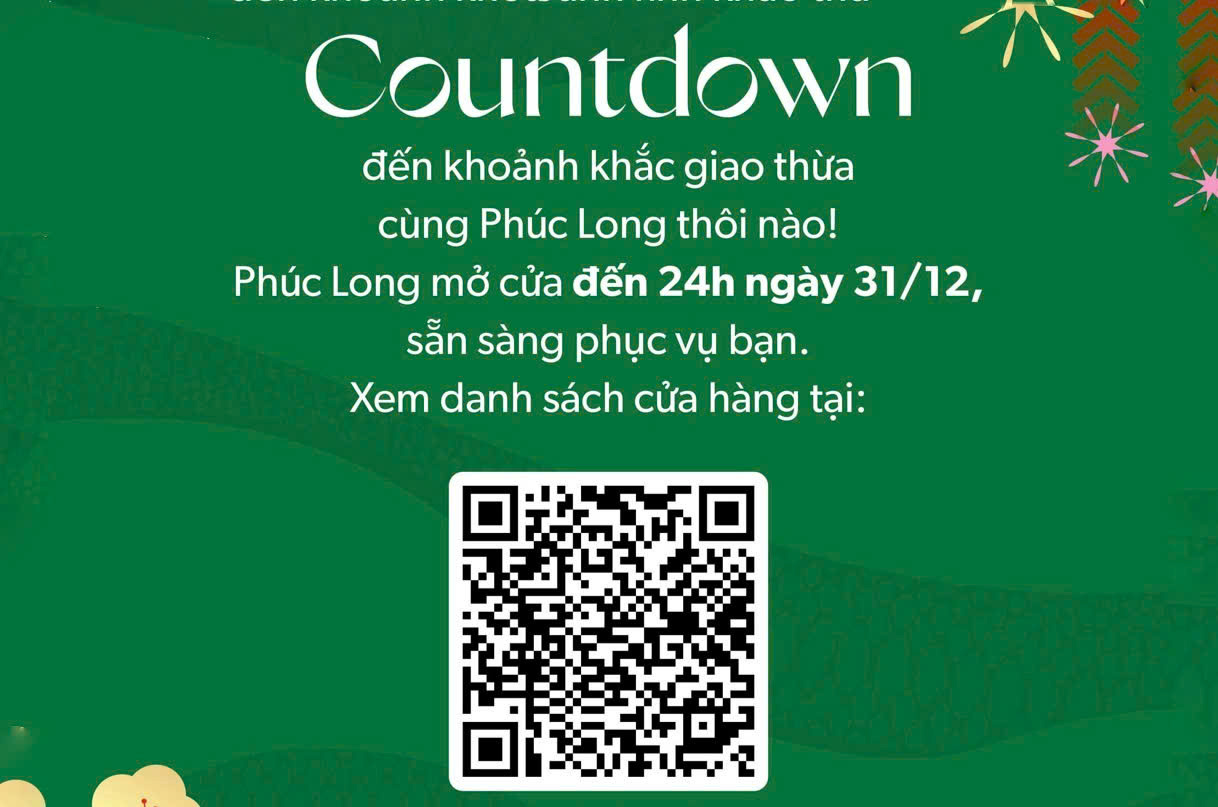 Countdown
đến khoảnh khắc giao thừa
cùng Phúc Long thôi nào!
Phúc Long mở cửa đến 24h ngày 31/12,
sẵn sàng phục vụ bạn.
Xem danh sách cửa hàng tại: